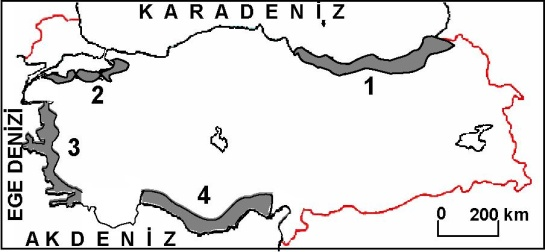 KARADENİZ
1
2
EGE DENİZİ
3
4
0 200 km
AKDENİZ